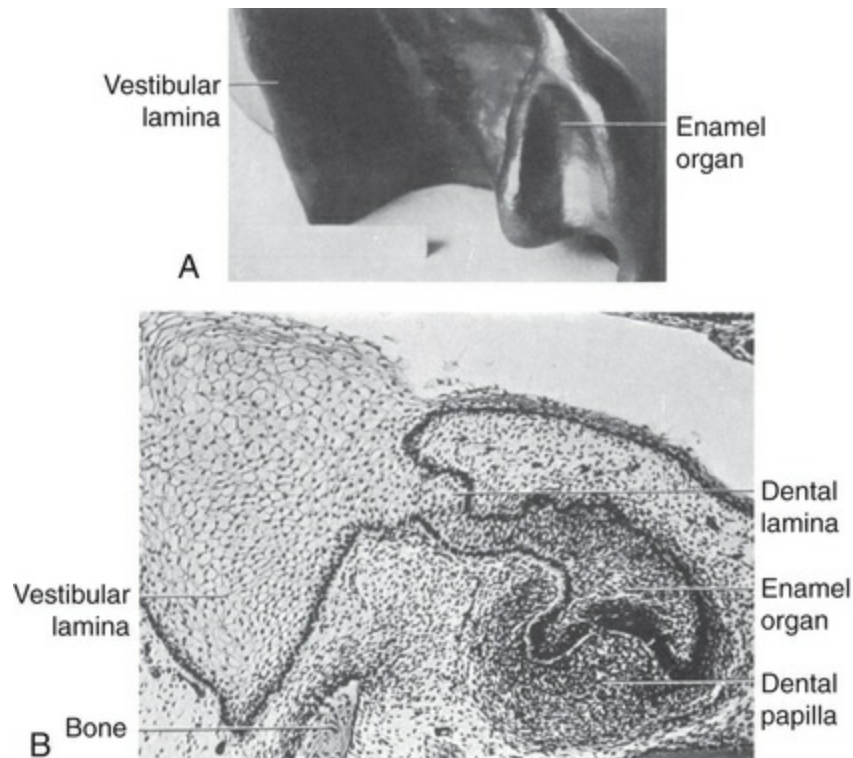 Vestibular
lamina
Enamel
organ
A
Dental
lamina
Enamel
organ
Vestibular
lamina
Dental
papilla
Bone
B